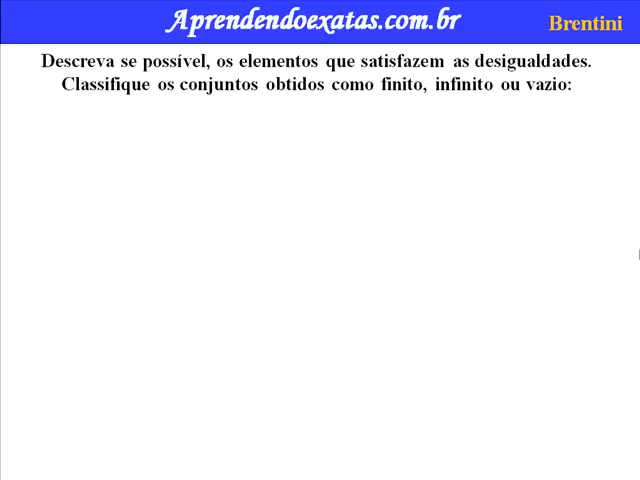 Aprendendoexatas.com.br
Brentini
Descreva se possível, os elementos que satisfazem as desigualdades.
Classifique os conjuntos obtidos como finito, infinito ou vazio: